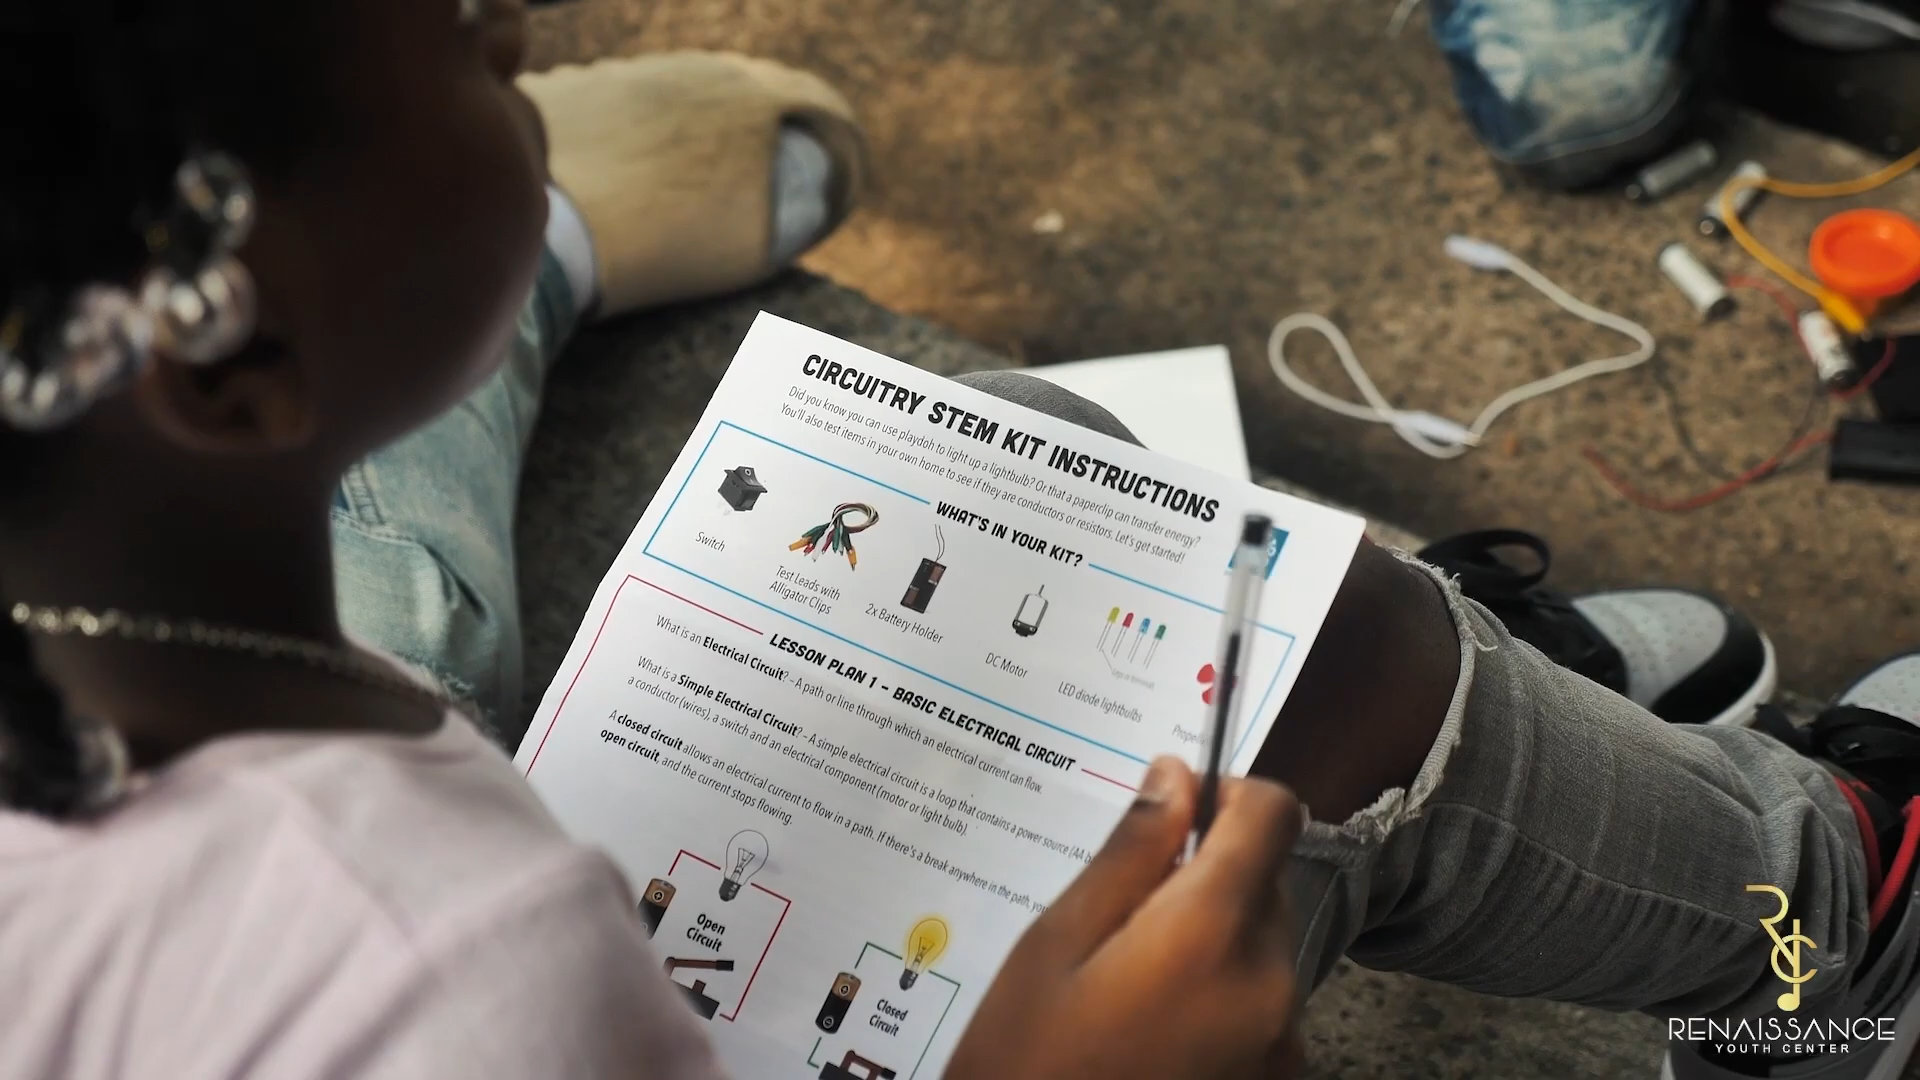 CIRCUITRY STEM KIT INSTRUCTIONS
Did you know you can use playdoh to light up a lightbulb? Or that a paperclip can transfer energy?
You'll also test items in your own home to see if they are conductors or resistors. Let's get started!
WHAT'S IN YOUR KIT?
Switch
Test Leads with
Alligator Clips
2x Battery Holder
DC Motor
LED diode lightbulbs
LESSON PLAN 1 – BASIC ELECTRICAL CIRCUIT
What is an Electrical Circuit? – A path or line through which an electrical current can flow.
What is a Simple Electrical Circuit? – A simple electrical circuit is a loop that contains a power source (AA
a conductor (wires), a switch and an electrical component (motor or light bulb).
A closed circuit allows an electrical current to flow in a path. If there's a break anywhere in the path,
open circuit, and the current stops flowing.
Open
Circuit
Closed
Circuit
RENAISSANCE
YOUTH CENTER